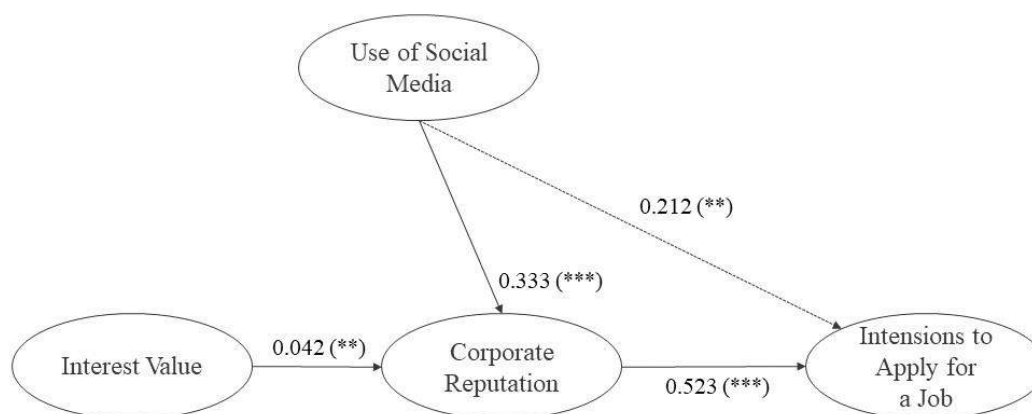 Use of Social
Media
0.212 (**)
0.333 (***)
Interest Value
0.042 (**)
Corporate
Reputation
0.523 (***)
Intensions to
Apply for
a Job